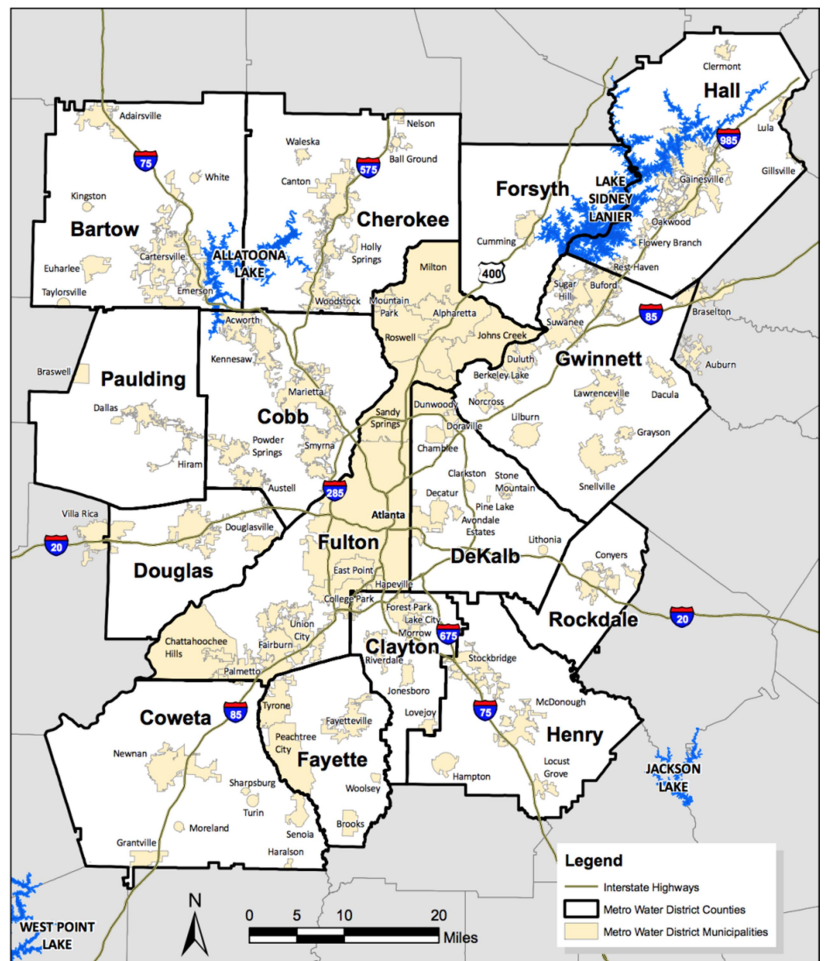 Clermont
Hall
Lula
985
Gillsville
Gainesville
LAKE
SIDNEY
LANIER
Oakwood
Flowery Branch
Rest Haven
Adairsville
75
White
Kingston
Bartow
Cartersville
Euharlee
Emerson
Taylorsville
ALLATOONA
LAKE
Nelson
Waleska
Ball Ground
575
Canton
Cherokee
Holly
Springs
Woodstock
Forsyth
Cumming
400
Milton
Mountain
Park
Alpharetta
Roswell
Johns Creek
Sugar
Hill
Buford
Suwanee
85
Braselton
Auburn
Gwinnett
Duluth
Berkeley Lake
Norcross
Lawrenceville
Dacula
Lilburn
Grayson
Snellville
Acworth
Kennesaw
Marietta
Cobb
Powder
Springs
Smyrna
Austell
285
Braswell
Paulding
Dallas
Hiram
Villa Rica
20
Douglasville
Douglas
Sandy
Springs
Atlanta
Fulton
East Point
Hapeville
College Park
Union
City
Fairburn
Chattahoochee
Hills
Palmetto
Dunwoody
Doraville
Chamblee
Clarkston
Stone
Mountain
Decatur
Pine Lake
Avondale
Estates
Lithonia
DeKalb
Conyers
Rockdale
20
Forest Park
Lake City
Morrow
675
Clayton
Riverdale
Jonesboro
Lovejoy
Stockbridge
75
McDonough
Henry
Locust
Grove
Hampton
JACKSON
LAKE
Tyrone
Peachtree
City
Fayetteville
Fayette
Woolsey
Brooks
Coweta
85
Newnan
Sharpsburg
Turin
Moreland
Senoia
Grantville
Haralson
WEST POINT
LAKE
N
0 5 10 20
Miles
Legend
Interstate Highways
Metro Water District Counties
Metro Water District Municipalities